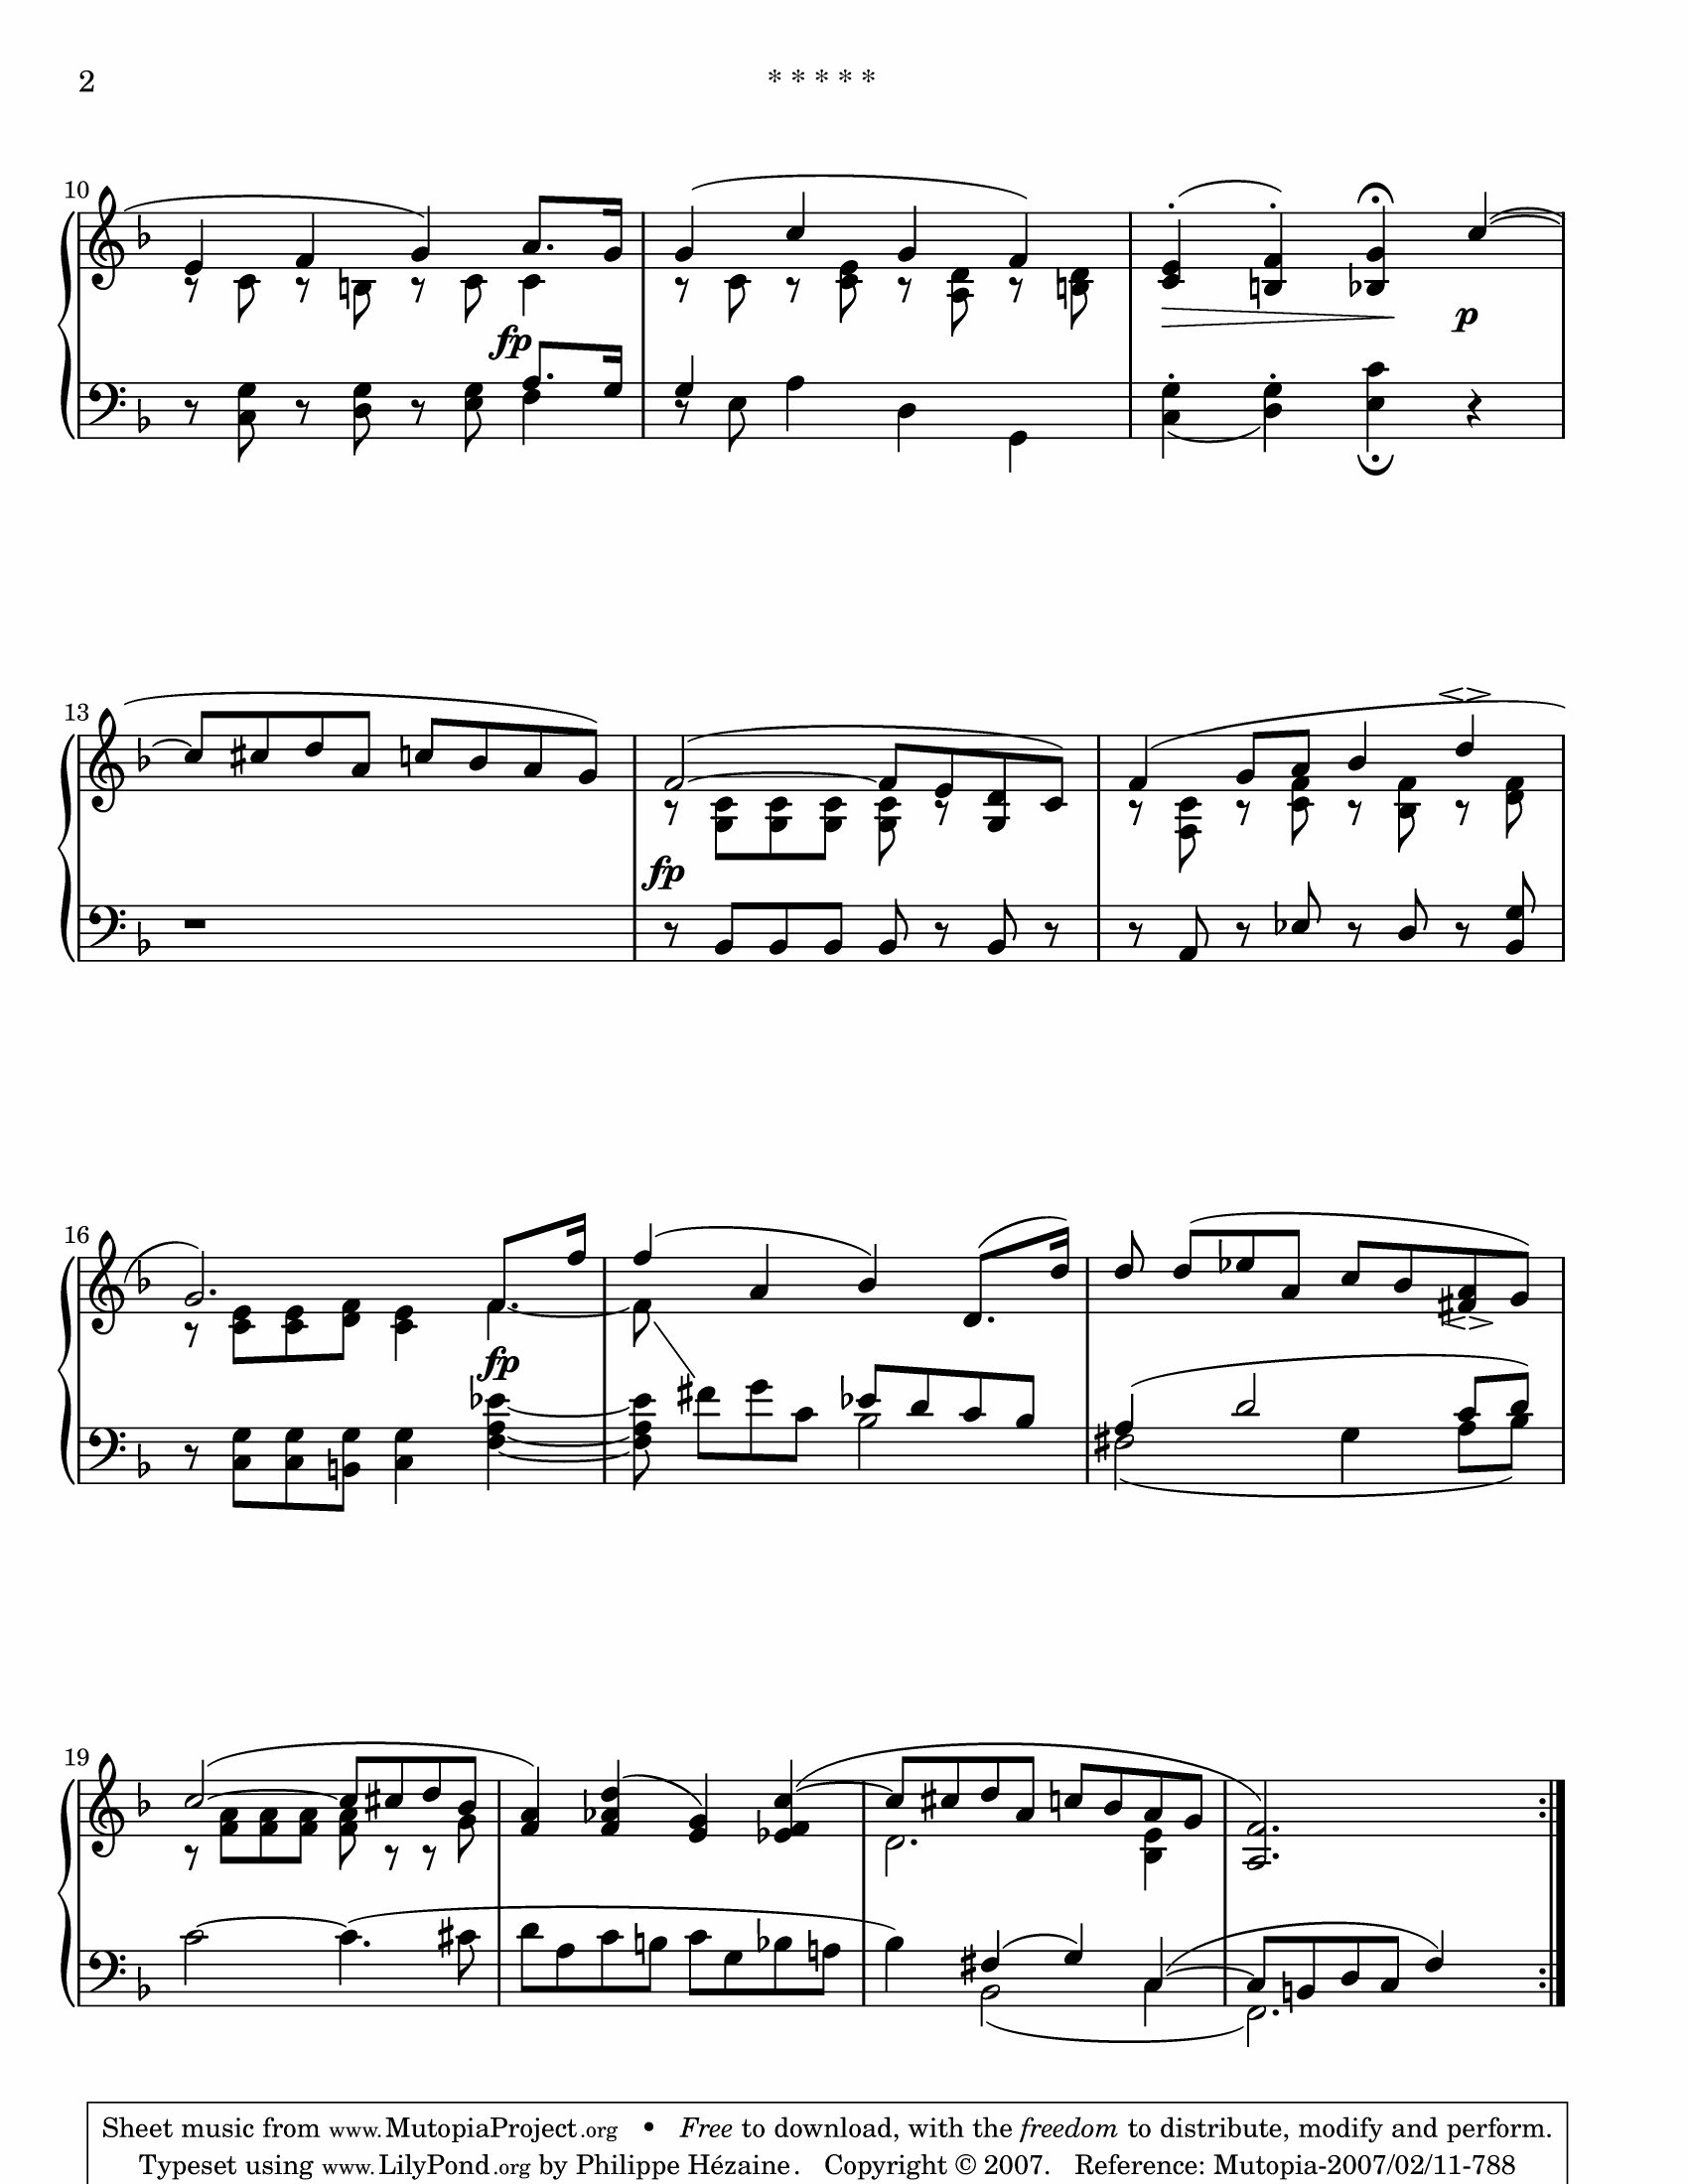 2 * * * * *
10
fp
p
13
fp
16
fp
19
Sheet music from www.MutopiaProject.org • Free to download, with the freedom to distribute, modify and perform.
Typeset using www.LilyPond.org by Philippe Hézaine. Copyright © 2007. Reference: Mutopia-2007/02/11-788